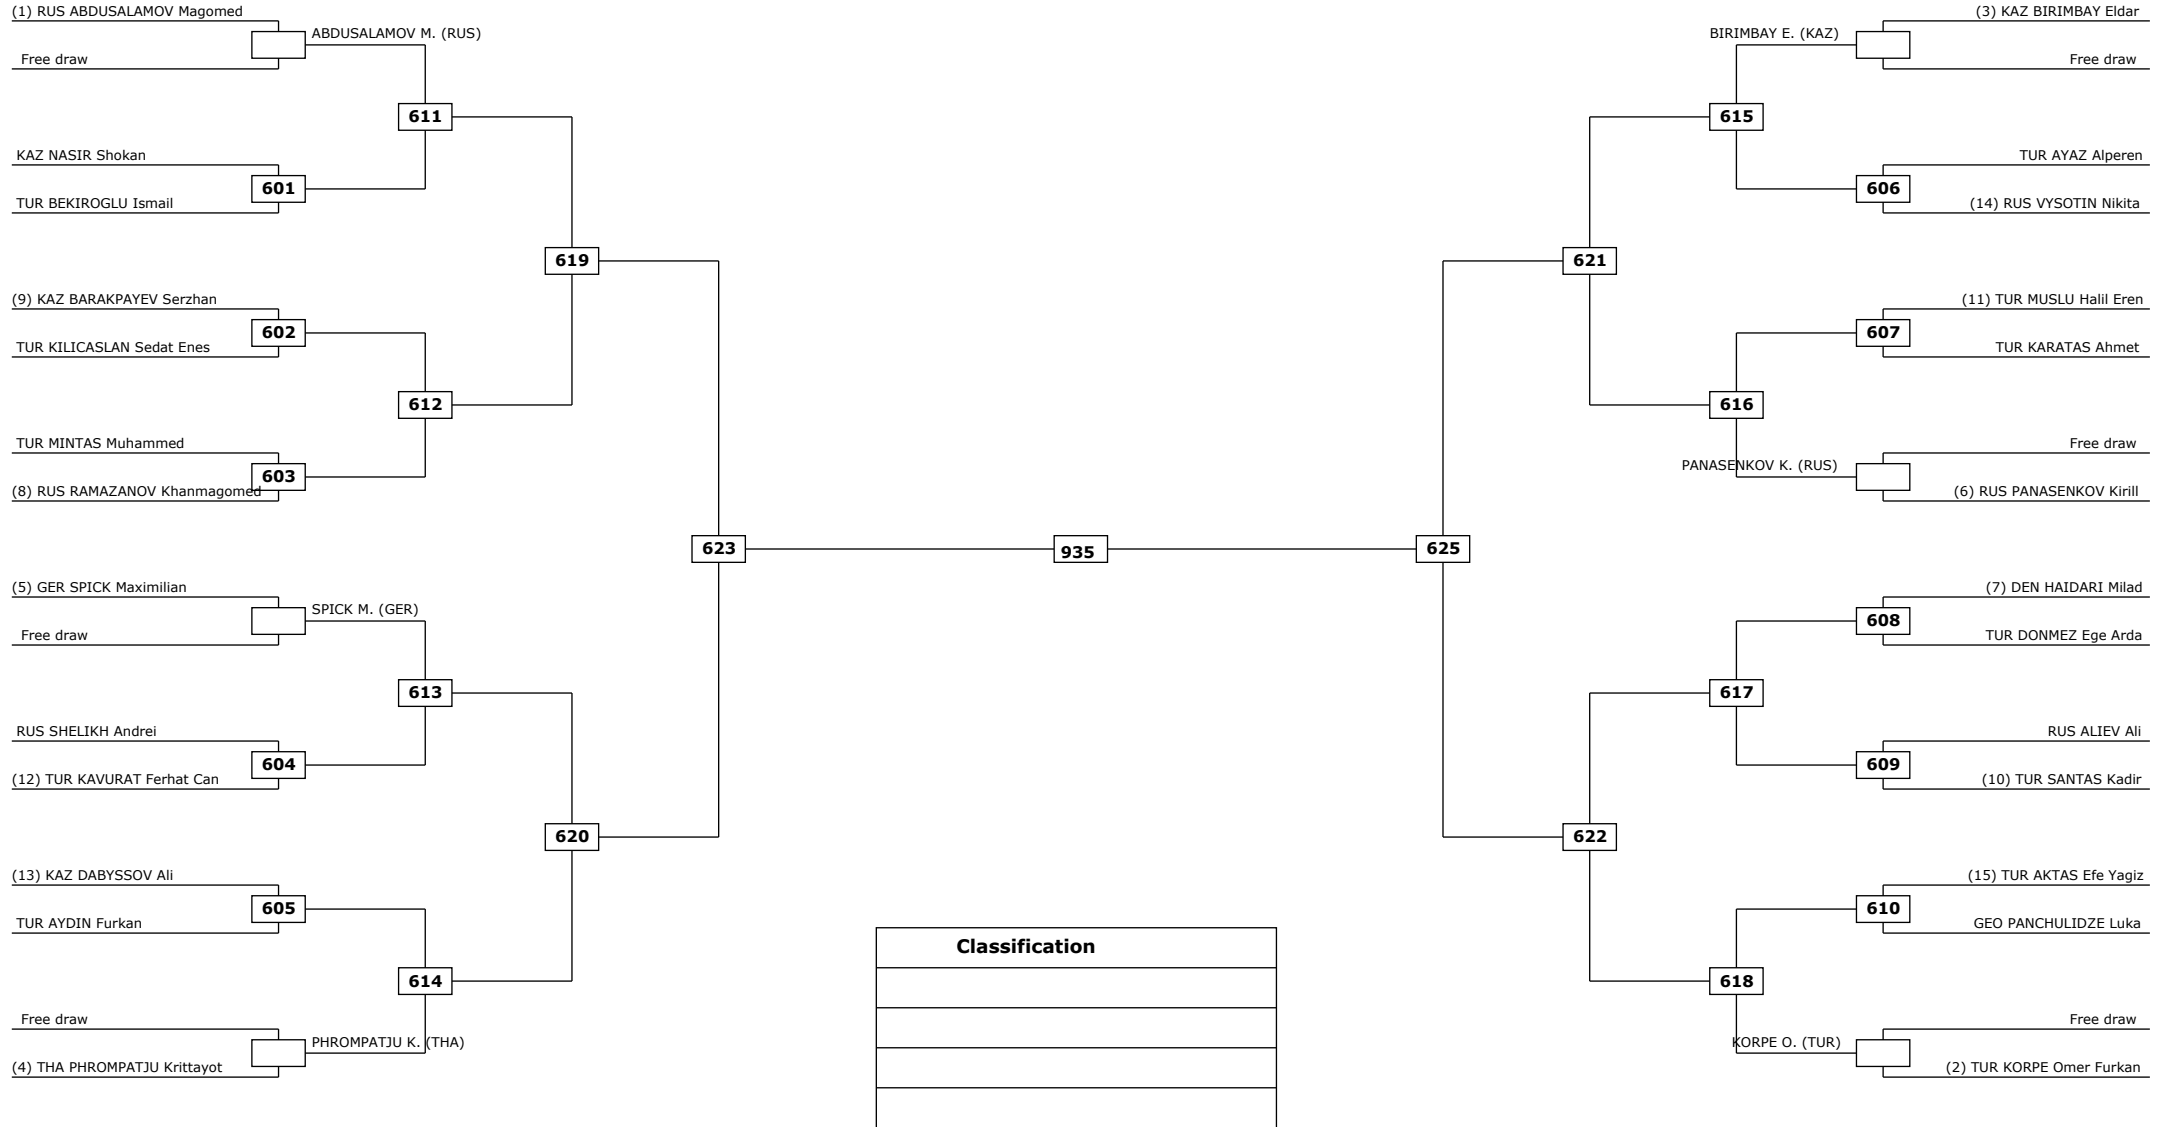 (1) RUS ABDUSALAMOV Magomed
ABDUSALAMOV M. (RUS)
Free draw
611
KAZ NASIR Shokan
601
TUR BEKIROGLU Ismail
619
(9) KAZ BARAKPAYEV Serzhan
602
TUR KILICASLAN Sedat Enes
612
TUR MINTAS Muhammed
603
(8) RUS RAMAZANOV Khanmagomed
623
(5) GER SPICK Maximilian
SPICK M. (GER)
Free draw
613
RUS SHELIKH Andrei
604
(12) TUR KAVURAT Ferhat Can
620
(13) KAZ DABYSSOV Ali
605
TUR AYDIN Furkan
614
Free draw
PHROMPATJU K. (THA)
(4) THA PHROMPATJU Krittayot
935
Classification
(3) KAZ BIRIMBAY Eldar
BIRIMBAY E. (KAZ)
Free draw
615
TUR AYAZ Alperen
606
(14) RUS VYSOTIN Nikita
621
(11) TUR MUSLU Halil Eren
607
TUR KARATAS Ahmet
616
Free draw
PANASENKOV K. (RUS)
(6) RUS PANASENKOV Kirill
625
(7) DEN HAIDARI Milad
608
TUR DONMEZ Ege Arda
617
RUS ALIEV Ali
609
(10) TUR SANTAS Kadir
622
(15) TUR AKTAS Efe Yagiz
610
GEO PANCHULIDZE Luka
618
Free draw
KORPE O. (TUR)
(2) TUR KORPE Omer Furkan